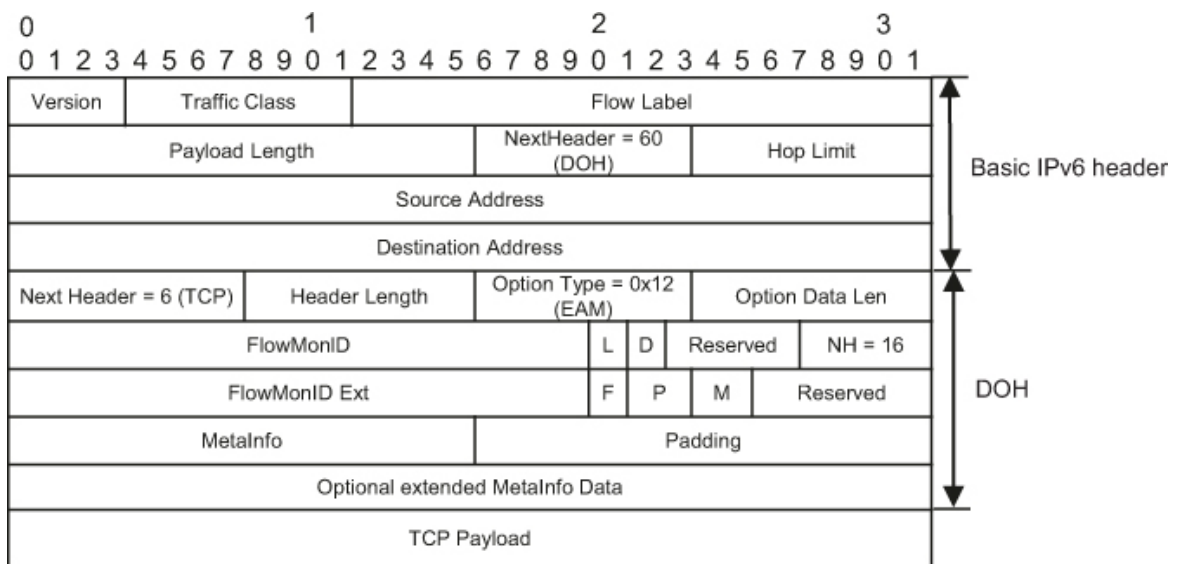 0 1 2 3
0 1 2 3 4 5 6 7 8 9 0 1 2 3 4 5 6 7 8 9 0 1 2 3 4 5 6 7 8 9 0 1
Version Traffic Class Flow Label
Payload Length NextHeader = 60 (DOH) Hop Limit
Basic IPv6 header
Source Address
Destination Address
Next Header = 6 (TCP) Header Length Option Type = 0x12 (EAM) Option Data Len
FlowMonID L D Reserved NH = 16
FlowMonID Ext F P M Reserved
DOH
MetaInfo Padding
Optional extended MetaInfo Data
TCP Payload